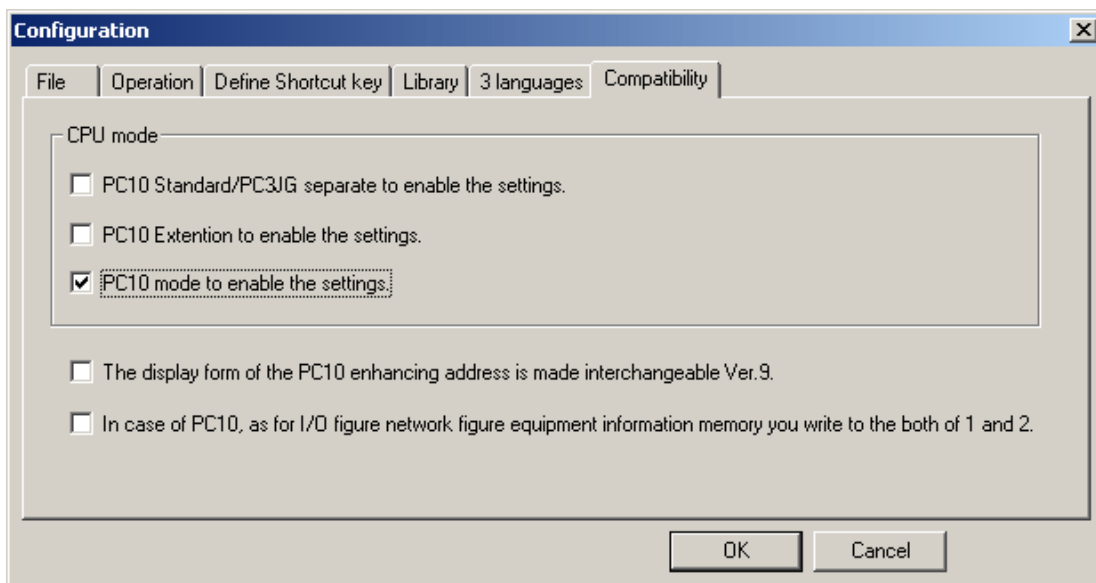 Configuration
File Operation Define Shortcut key Library 3 languages Compatibility
CPU mode
PC10 Standard/PC3JG separate to enable the settings.
PC10 Extention to enable the settings.
PC10 mode to enable the settings.
The display form of the PC10 enhancing address is made interchangeable Ver.9.
In case of PC10, as for I/O figure network figure equipment information memory you write to the both of 1 and 2.
OK Cancel